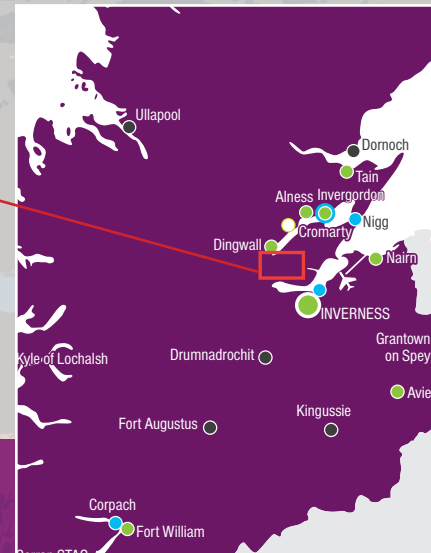 Ullapool
Dornoch
Tain
Alness Invergordon
Nigg
Cromarty
Dingwall
Nairn
INVERNESS
Grantown
on Spey
Kyle of Lochalsh
Drumnadrochit
Avie
Kingussie
Fort Augustus
Corpach
Fort William